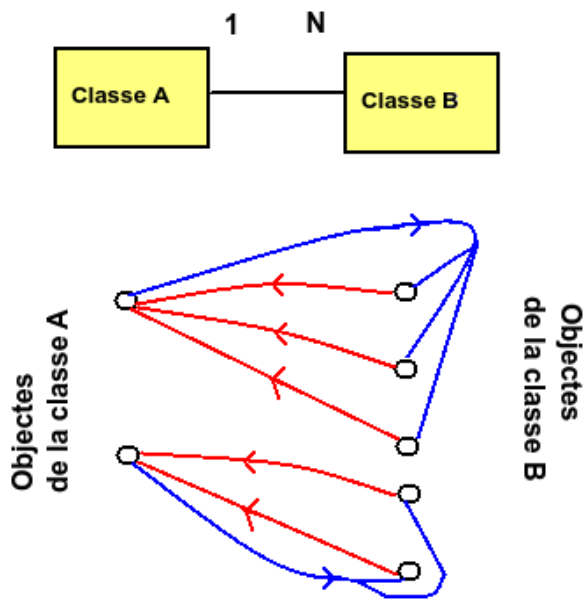 1 N
Classe A
Classe B
Objectes
de la classe A
Objectes
de la classe B